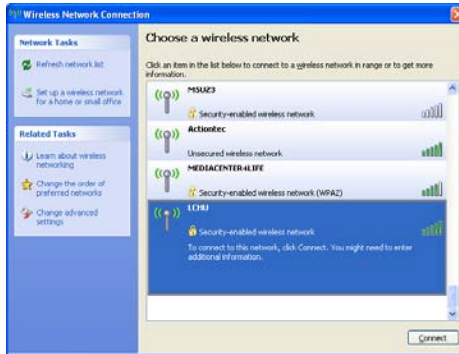 Wireless Network Connection
Network Tasks
Refresh network list
Set up a wireless network
for a home or small office
Related Tasks
Learn about wireless
networking
Change the order of
preferred networks
Change advanced
settings
Choose a wireless network
Click an item in the list below to connect to a wireless network in range or to get more
information.
MSU23
Security-enabled wireless network
Actiontec
Unsecured wireless network
MEDIACENTER4LIFE
Security-enabled wireless network (WPA2)
LCHU
Security-enabled wireless network
To connect to this network, click Connect. You might need to enter
additional information.
Connect